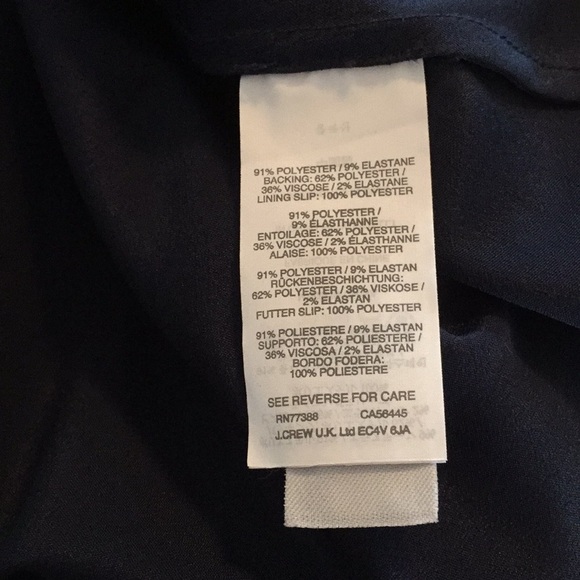 91% POLYESTER / 9% ELASTANE
BACKING: 62% POLYESTER /
36% VISCOSE / 2% ELASTANE
LINING SLIP: 100% POLYESTER
91% POLYESTER /
9% ÉLASTHANNE
ENTOILAGE: 62% POLYESTER /
36% VISCOSE / 2% ÉLASTHANNE
ALAISE: 100% POLYESTER
91% POLYESTER / 9% ELASTAN
RÜCKENBESCHICHTUNG:
62% POLYESTER / 36% VISKOSE /
2% ELASTAN
FUTTER SLIP: 100% POLYESTER
91% POLIESTERE / 9% ELASTAN
SUPPORTO: 62% POLIESTERE /
36% VISCOSA / 2% ELASTAN
BORDO FODERA:
100% POLIESTERE
SEE REVERSE FOR CARE
RN77388 CA56445
J.CREW U.K. Ltd EC4V 6JA